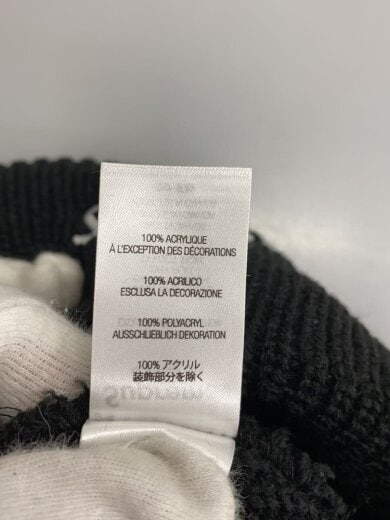 100% ACRYLIQUE
À L'EXCEPTION DES DÉCORATIONS
100% ACRILICO
ESCLUSA LA DECORAZIONE
100% POLYACRYL
AUSSCHLIEBLICH DEKORATION
100% アクリル
装飾部分を除く